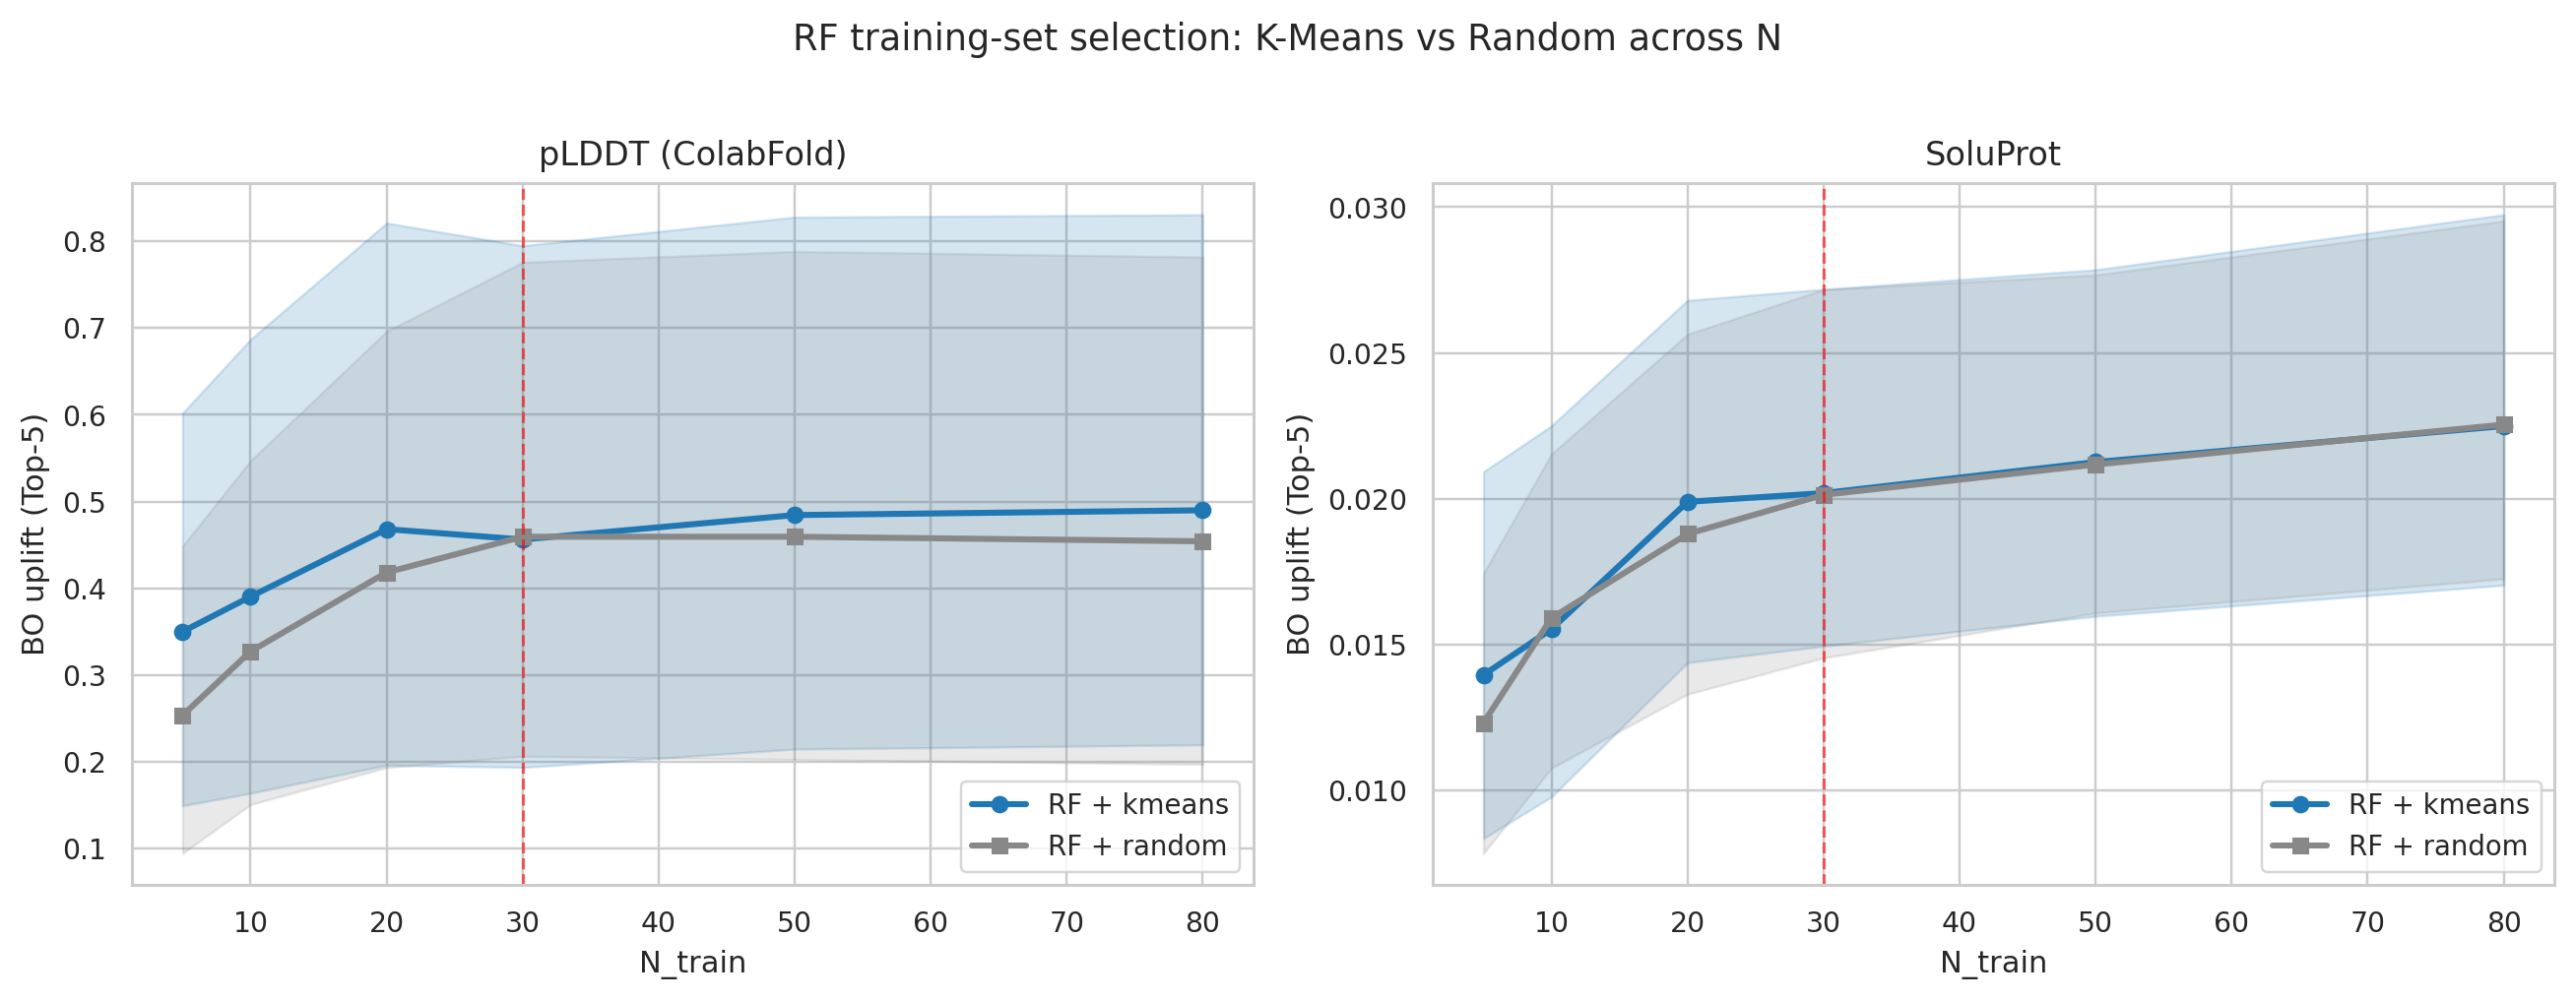 RF training-set selection: K-Means vs Random across N
pLDDT (ColabFold)
BO uplift (Top-5)
0.8
0.7
0.6
0.5
0.4
0.3
0.2
0.1
10 20 30 40 50 60 70 80
N_train
RF + kmeans
RF + random
SoluProt
BO uplift (Top-5)
0.030
0.025
0.020
0.015
0.010
10 20 30 40 50 60 70 80
N_train
RF + kmeans
RF + random